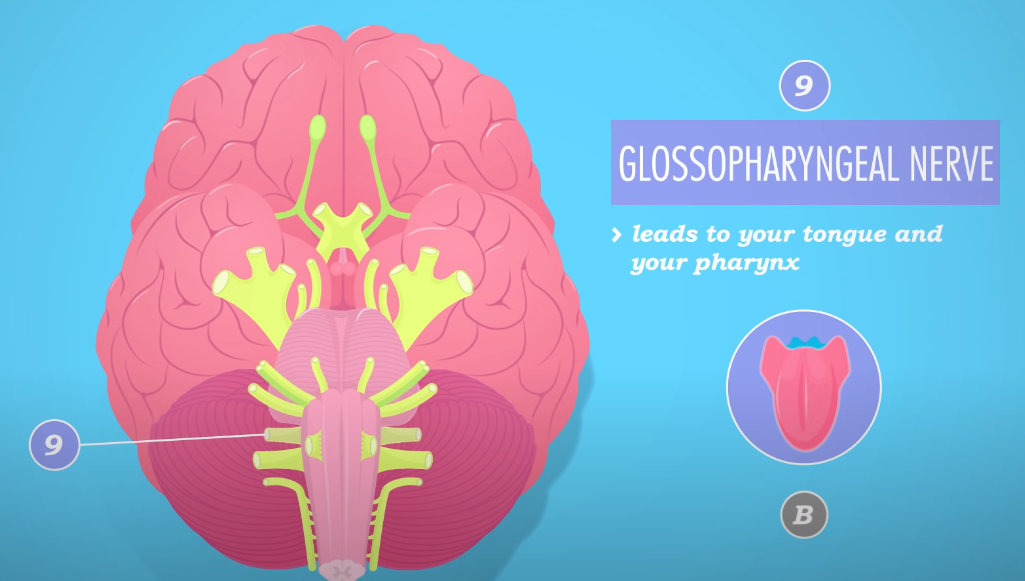 9
GLOSSOPHARYNGEAL NERVE
› leads to your tongue and
your pharynx
9
B